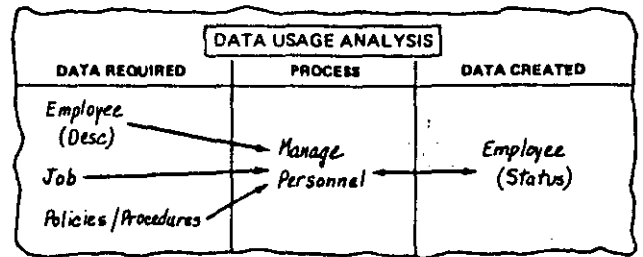 DATA USAGE ANALYSIS
DATA REQUIRED
PROCESS
DATA CREATED
Employee
(Desc)
Job
Policies/Procedures
Manage
Personnel
Employee
(Status)